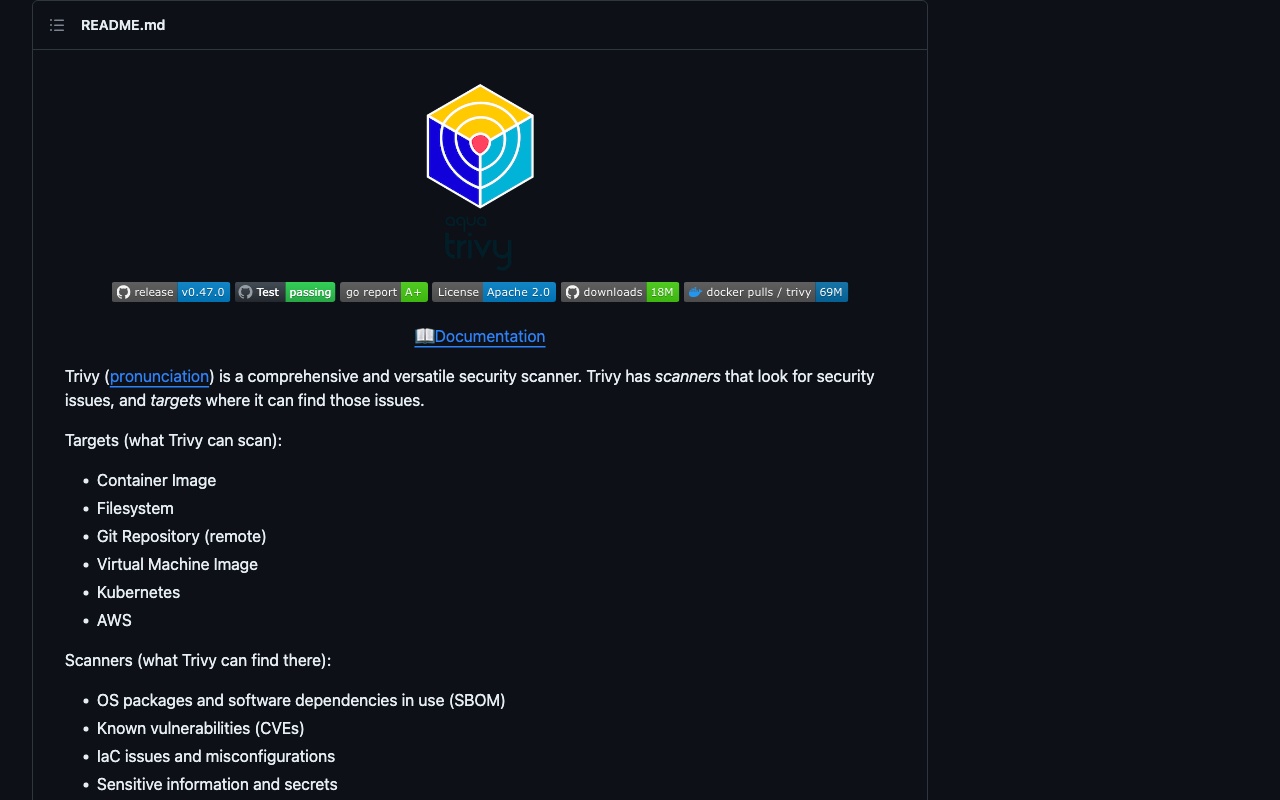 README.md
aqua
trivy
release v0.47.0 Test passing go report A+ License Apache 2.0 downloads 18M docker pulls / trivy 69M
📖Documentation
Trivy (pronunciation) is a comprehensive and versatile security scanner. Trivy has scanners that look for security
issues, and targets where it can find those issues.
Targets (what Trivy can scan):
• Container Image
• Filesystem
• Git Repository (remote)
• Virtual Machine Image
• Kubernetes
• AWS
Scanners (what Trivy can find there):
• OS packages and software dependencies in use (SBOM)
• Known vulnerabilities (CVEs)
• IaC issues and misconfigurations
• Sensitive information and secrets